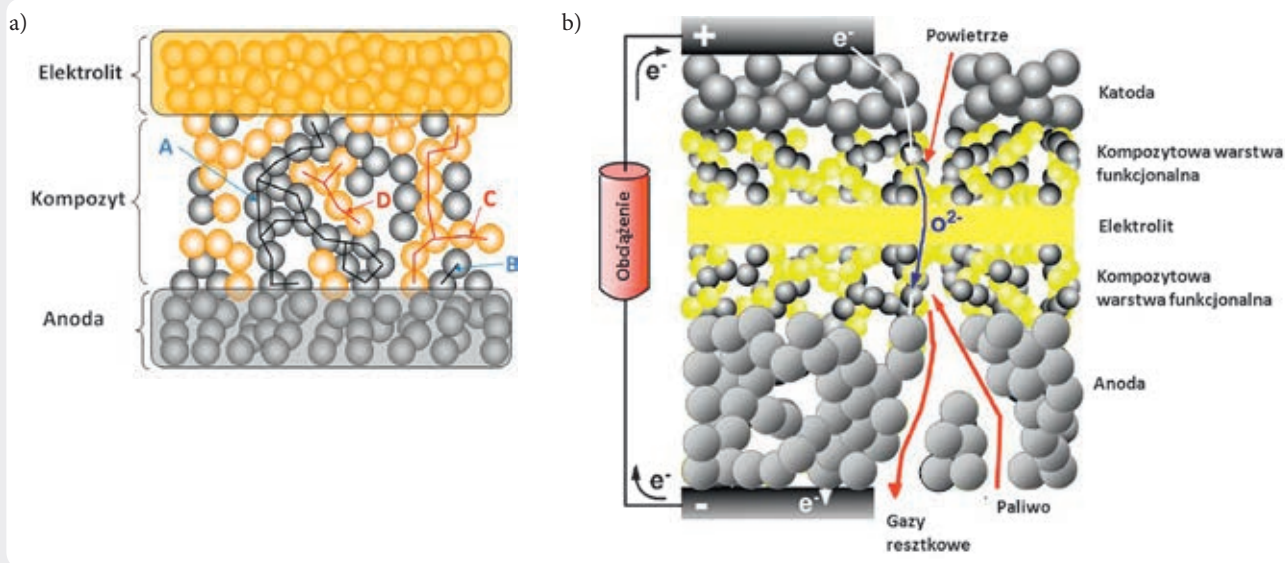 a)
Elektrolit
Kompozyt
Anoda
A
D
C
B
b)
+
e-
Powietrze
e-
Katoda
Kompozytowa warstwa
funkcjonalna
Obciążenie
O2-
Elektrolit
Kompozytowa
warstwa funkcjonalna
Anoda
e-
-
e-
Paliwo
Gazy
resztkowe